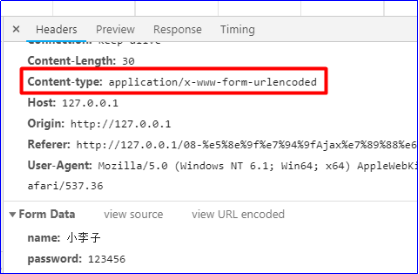 Headers Preview Response Timing
Connection: keep-alive
Content-Length: 30
Content-type: application/x-www-form-urlencoded
Host: 127.0.0.1
Origin: http://127.0.0.1
Referer: http://127.0.0.1/08-%e5%8e%9f%e7%94%9fAjax%e7%89%88%e6
User-Agent: Mozilla/5.0 (Windows NT 6.1; Win64; x64) AppleWebKi
afari/537.36
Form Data view source view URL encoded
name: 小李子
password: 123456